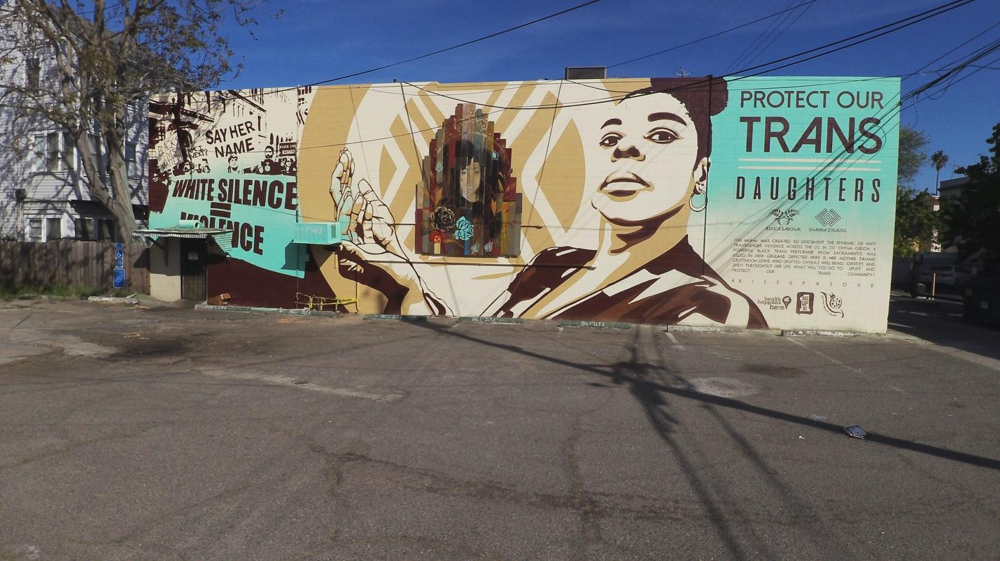 SAY HER
NAME
BLACK LIVES
WHITE SILENCE
=
VIOLENCE
PROTECT OUR
TRANS
DAUGHTERS
JESSICA SABOGAL
SHANNA STRAUSS
THIS MURAL WAS CREATED TO DOCUMENT THE EPIDEMIC OF ANTI-
TRANSGENDER VIOLENCE ACROSS THE U.S. IN 2017, CHYNA GIBSON A
POWERFUL BLACK TRANS PERFORMER FROM SACRAMENTO WAS
KILLED IN NEW ORLEANS. DEPICTED HERE IS HER MOTHER TAMMIE
CRITTENDON LEWIS WHO UPLIFTED CHYNA'S WELL-BEING, IDENTITY, AND
SPIRIT THROUGHOUT HER LIFE. WHAT WILL YOU DO TO UPLIFT AND
PROTECT OUR TRANS COMMUNITY?
#RISEUPASONE
health
happens
here